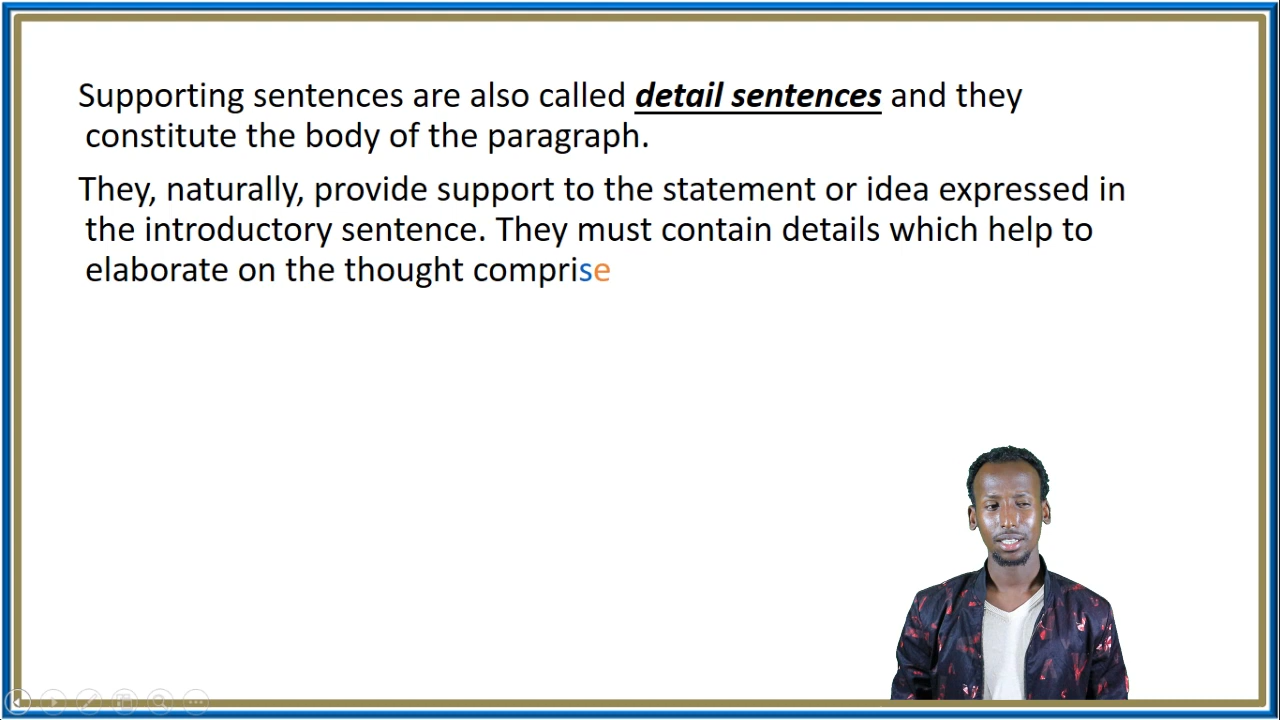 Supporting sentences are also called detail sentences and they
constitute the body of the paragraph.
They, naturally, provide support to the statement or idea expressed in
the introductory sentence. They must contain details which help to
elaborate on the thought comprise